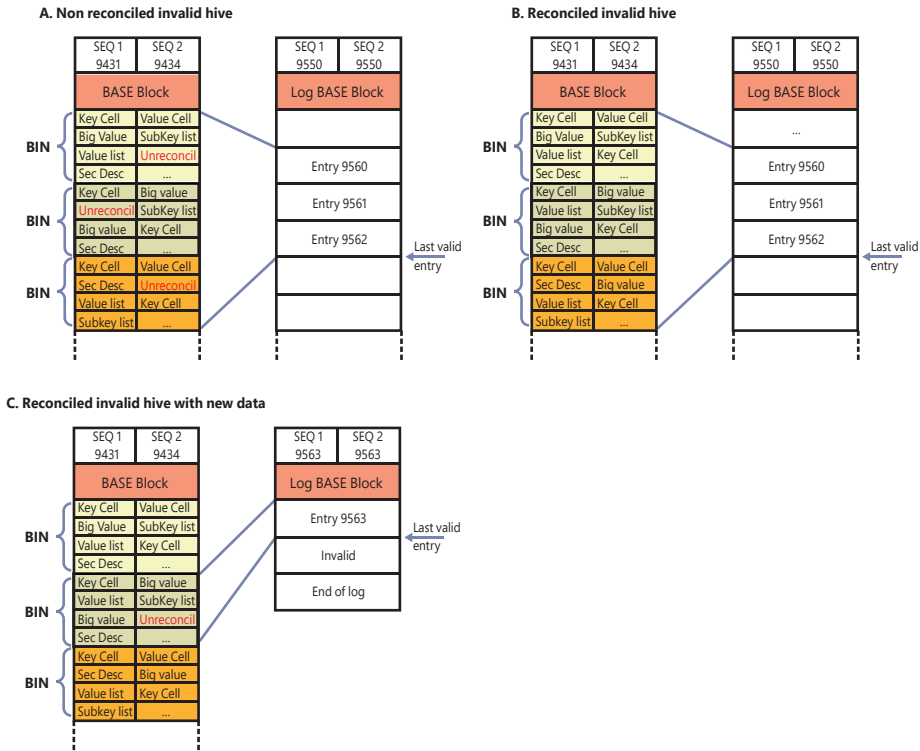 A. Non reconciled invalid hive
SEQ 1 SEQ 2
9431 9434
BASE Block
BIN
Key Cell Value Cell
Big Value SubKey list
Value list Unreconcil
Sec Desc ...
BIN
Key Cell Big value
Unreconcil SubKey list
Big value Key Cell
Sec Desc ...
BIN
Key Cell Value Cell
Sec Desc Unreconcil
Value list Key Cell
Subkey list ...
SEQ 1 SEQ 2
9550 9550
Log BASE Block
Entry 9560
Entry 9561
Entry 9562
Last valid
entry
B. Reconciled invalid hive
SEQ 1 SEQ 2
9431 9434
BASE Block
BIN
Key Cell Value Cell
Big Value SubKey list
Value list Key Cell
Sec Desc ...
BIN
Key Cell Big value
Value list SubKey list
Big value Key Cell
Sec Desc ...
BIN
Key Cell Value Cell
Sec Desc Big value
Value list Key Cell
Subkey list ...
SEQ 1 SEQ 2
9550 9550
Log BASE Block
...
Entry 9560
Entry 9561
Entry 9562
Last valid
entry
C. Reconciled invalid hive with new data
SEQ 1 SEQ 2
9431 9434
BASE Block
BIN
Key Cell Value Cell
Big Value SubKey list
Value list Key Cell
Sec Desc ...
BIN
Key Cell Big value
Value list SubKey list
Big value Unreconcil
Sec Desc ...
BIN
Key Cell Value Cell
Sec Desc Big value
Value list Key Cell
Subkey list ...
SEQ 1 SEQ 2
9563 9563
Log BASE Block
Entry 9563
Invalid
End of log
Last valid
entry